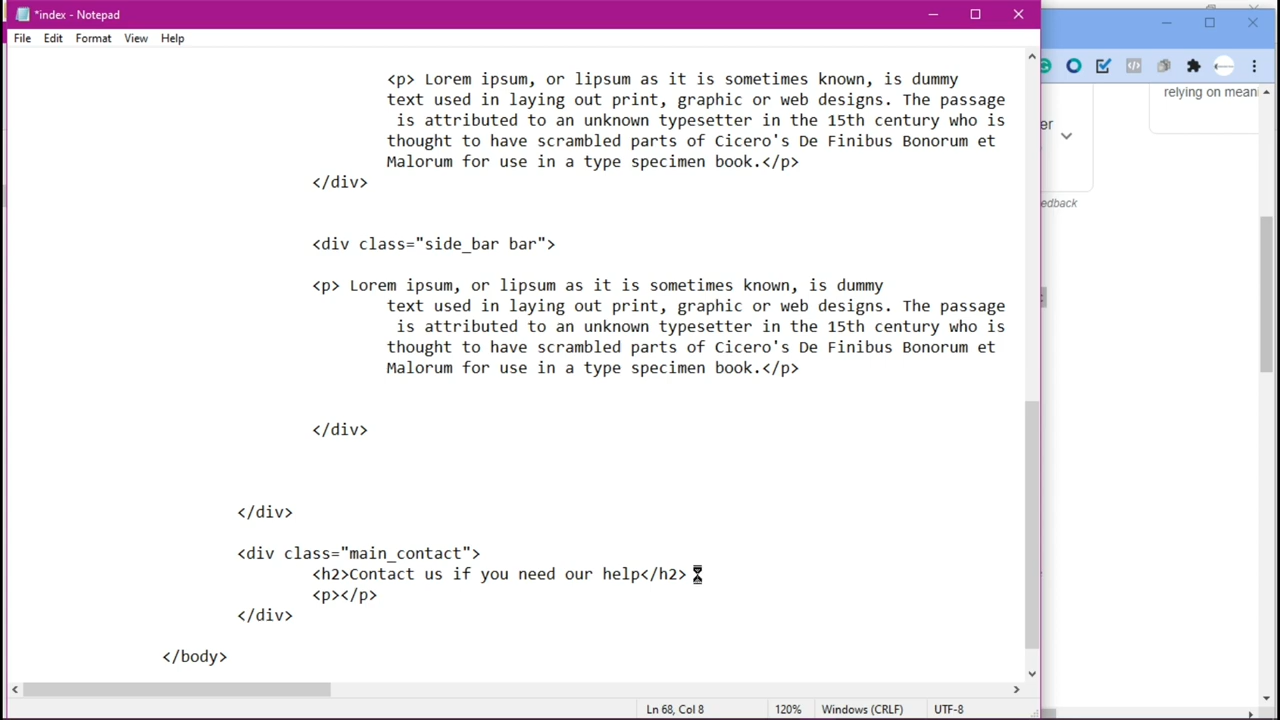 *index - Notepad
File Edit Format View Help
<p> Lorem ipsum, or lipsum as it is sometimes known, is dummy
text used in laying out print, graphic or web designs. The passage
is attributed to an unknown typesetter in the 15th century who is
thought to have scrambled parts of Cicero's De Finibus Bonorum et
Malorum for use in a type specimen book.</p>
</div>
<div class="side_bar bar">
<p> Lorem ipsum, or lipsum as it is sometimes known, is dummy
text used in laying out print, graphic or web designs. The passage
is attributed to an unknown typesetter in the 15th century who is
thought to have scrambled parts of Cicero's De Finibus Bonorum et
Malorum for use in a type specimen book.</p>
</div>
</div>
<div class="main_contact">
<h2>Contact us if you need our help</h2>
<p></p>
</div>
</body>
Ln 68, Col 8 120% Windows (CRLF) UTF-8
relying on meani
er
edback